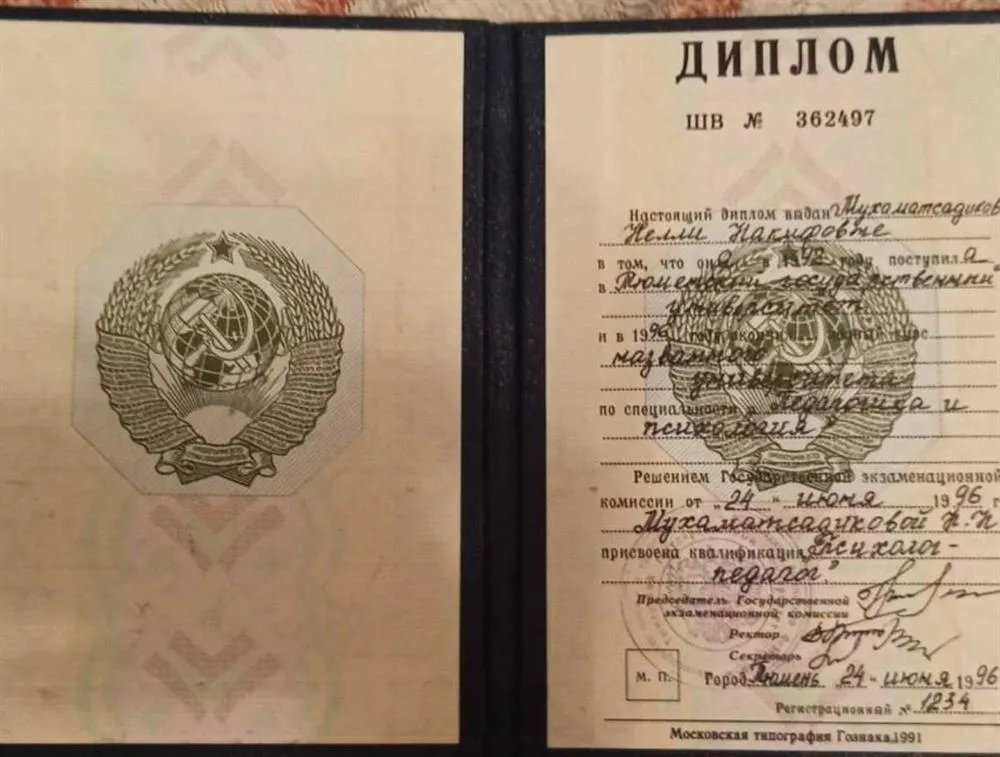 ДИПЛОМ
ШВ № 362497
Настоящий диплом выдан Мухаматсадиков
Нелли Накифовне
в том, что она в 1992 году поступила
в „Тюменский государственный
университет
и в 1996 году окончила полный курс
названного
университета
по специальности „Педагогика и
психология"
Решением Государственной экзаменационной
комиссии от „24" июня 1996 г
Мухаматсадиковой Н.Н
присвоена квалификация „Психолог-
педагог"
Председатель Государственной
экзаменационной комиссии
Ректор
Секретарь
М. П.
Город Тюмень 24 июня 1996
Регистрационный № 1234
Московская типография Гознака.1991